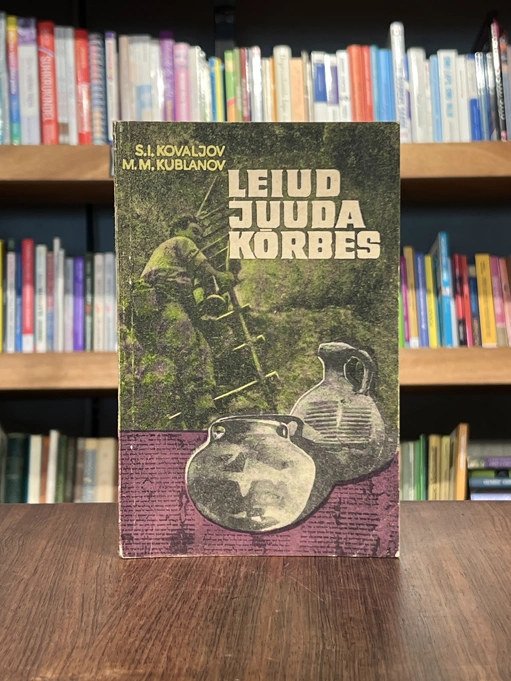 S.I. KOVALJOV
M. M. KUBLANOV
LEIUD
JUUDA
KÕRBES